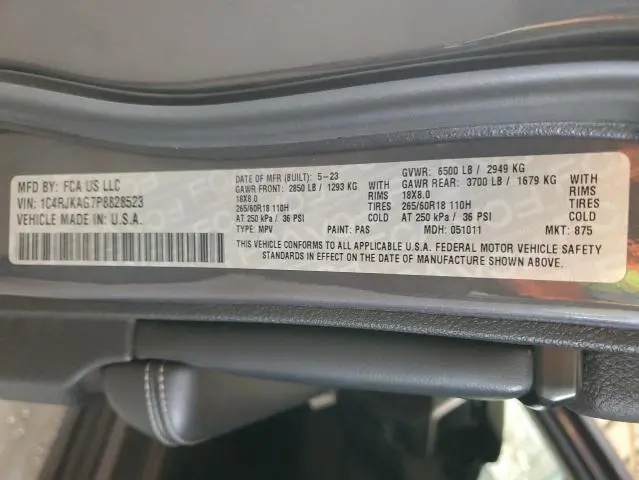 MFD BY: FCA US LLC
VIN: 1C4RJKAG7P8828523
VEHICLE MADE IN: U.S.A.
DATE OF MFR (BUILT): 5-23
GAWR FRONT: 2850 LB / 1293 KG WITH
18X8.0 RIMS
265/60R18 110H TIRES
AT 250 kPa / 36 PSI COLD
TYPE: MPV PAINT: PAS
GVWR: 6500 LB / 2949 KG
GAWR REAR: 3700 LB / 1679 KG WITH
18X8.0 RIMS
265/60R18 110H TIRES
AT 250 kPa / 36 PSI COLD
MDH: 051011 MKT: 875
THIS VEHICLE CONFORMS TO ALL APPLICABLE U.S.A. FEDERAL MOTOR VEHICLE SAFETY
STANDARDS IN EFFECT ON THE DATE OF MANUFACTURE SHOWN ABOVE.